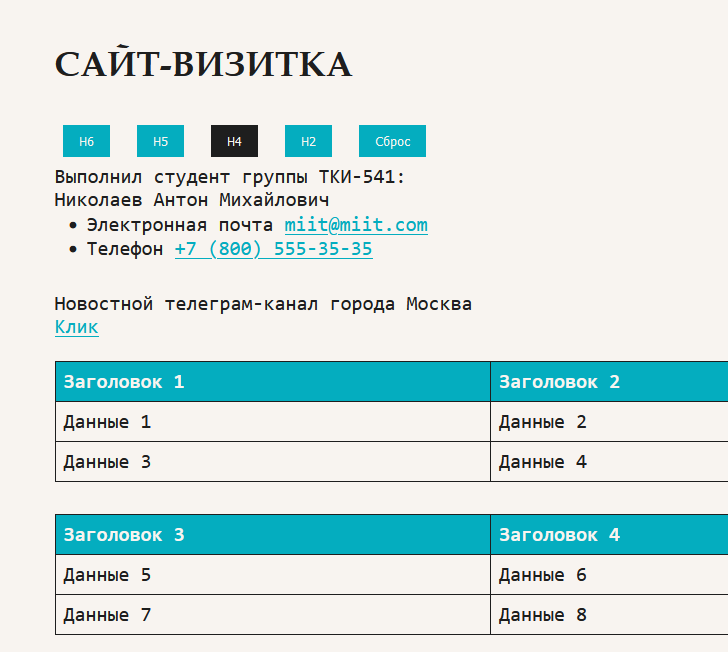 САЙТ-ВИЗИТКА
H6 H5 H4 H2 Сброс
Выполнил студент группы ТКИ-541:
Николаев Антон Михайлович
• Электронная почта miit@miit.com
• Телефон +7 (800) 555-35-35
Новостной телеграм-канал города Москва
Клик
Заголовок 1 Заголовок 2
Данные 1 Данные 2
Данные 3 Данные 4
Заголовок 3 Заголовок 4
Данные 5 Данные 6
Данные 7 Данные 8